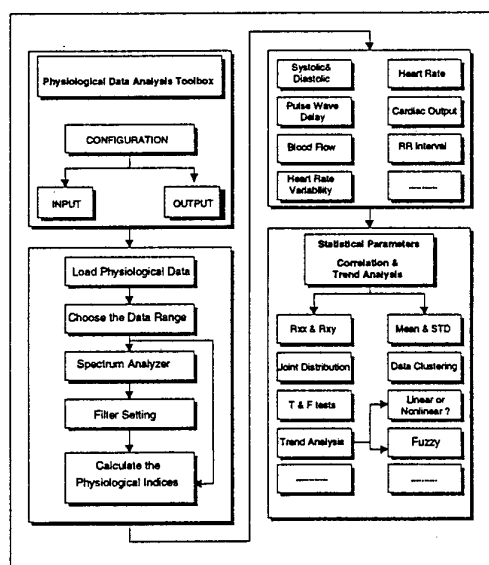 Physiological Data Analysis Toolbox
CONFIGURATION
INPUT
OUTPUT
Load Physiological Data
Choose the Data Range
Spectrum Analyzer
Filter Setting
Calculate the
Physiological Indices
Systolic&
Diastolic
Heart Rate
Pulse Wave
Delay
Cardiac Output
Blood Flow
RR Interval
Heart Rate
Variability
Statistical Parameters
Correlation &
Trend Analysis
Rxx & Rxy
Mean & STD
Joint Distribution
Data Clustering
T & F tests
Linear or
Nonlinear ?
Trend Analysis
Fuzzy